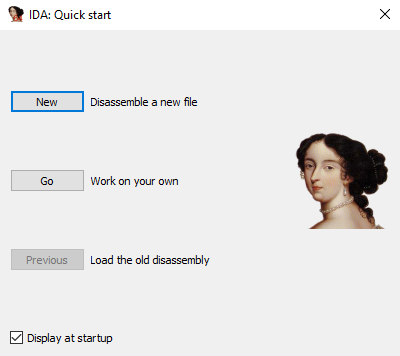 IDA: Quick start
New Disassemble a new file
Go Work on your own
Previous Load the old disassembly
Display at startup